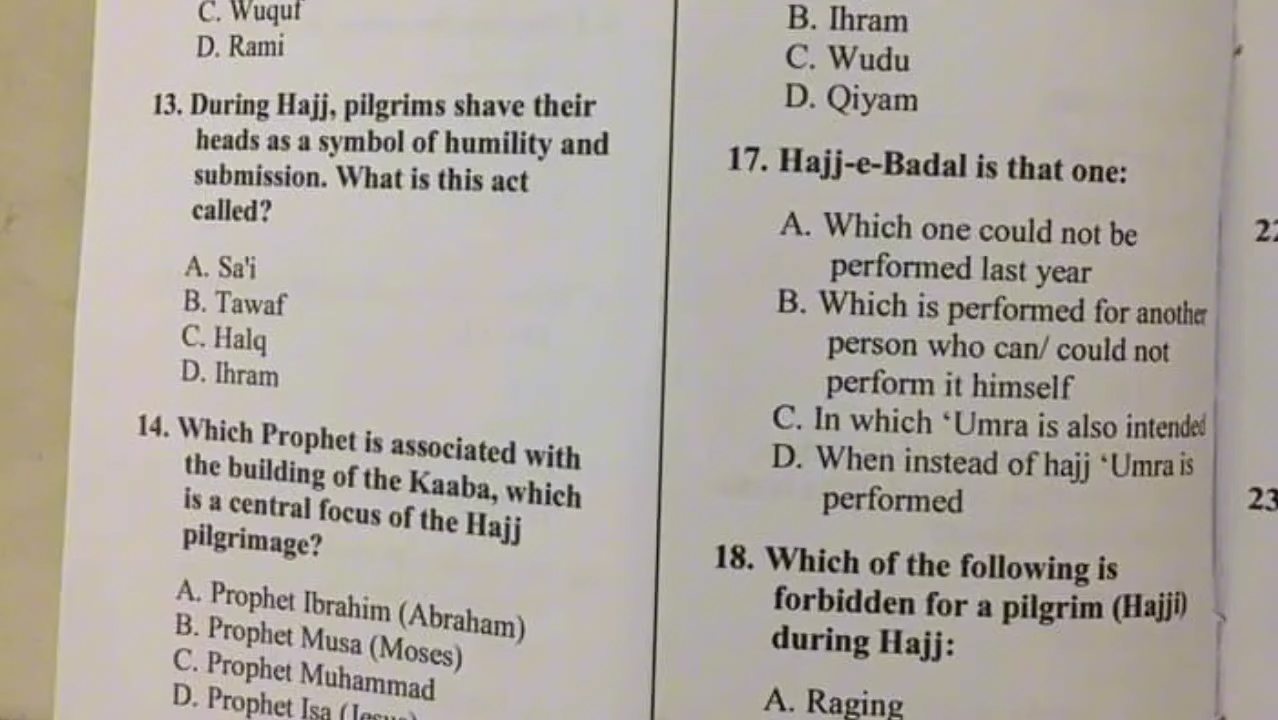 C. Wuquf
D. Rami
13. During Hajj, pilgrims shave their
heads as a symbol of humility and
submission. What is this act
called?
A. Sa'i
B. Tawaf
C. Halq
D. Ihram
14. Which Prophet is associated with
the building of the Kaaba, which
is a central focus of the Hajj
pilgrimage?
A. Prophet Ibrahim (Abraham)
B. Prophet Musa (Moses)
C. Prophet Muhammad
D. Prophet Isa (Jesus)
B. Ihram
C. Wudu
D. Qiyam
17. Hajj-e-Badal is that one:
A. Which one could not be
performed last year
B. Which is performed for another
person who can/ could not
perform it himself
C. In which ‘Umra is also intended
D. When instead of hajj ‘Umra is
performed
18. Which of the following is
forbidden for a pilgrim (Hajji)
during Hajj:
A. Raging
23